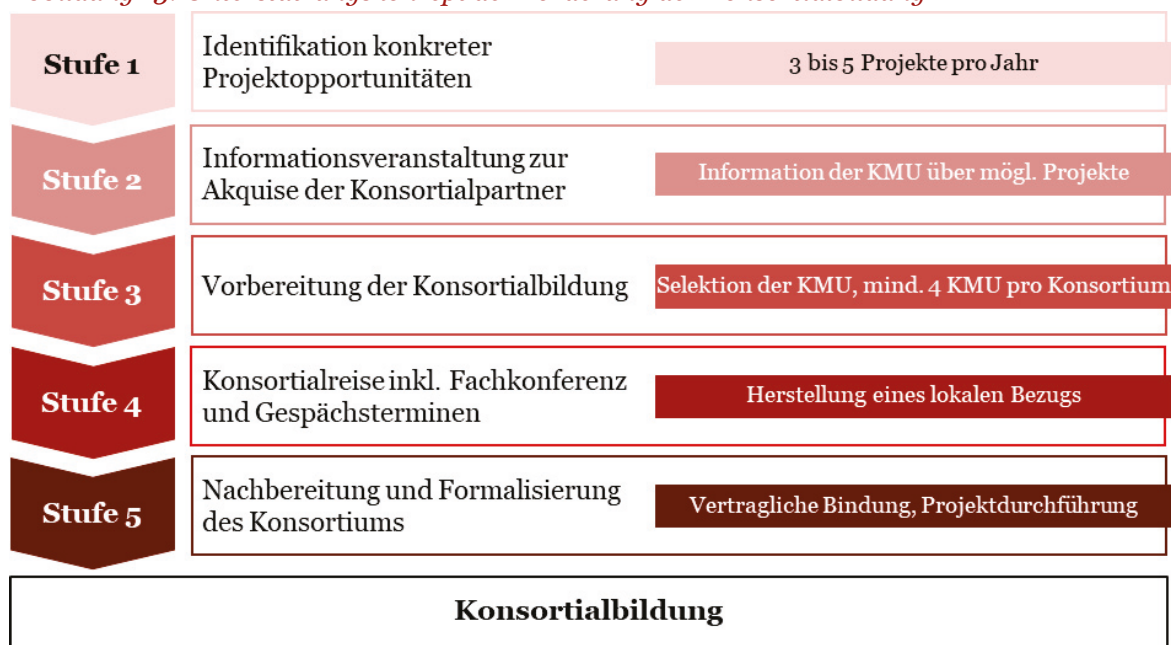 Stufe 1
Identifikation konkreter
Projektopportunitäten
3 bis 5 Projekte pro Jahr
Stufe 2
Informationsveranstaltung zur
Akquise der Konsortialpartner
Information der KMU über mögl. Projekte
Stufe 3
Vorbereitung der Konsortialbildung
Selektion der KMU, mind. 4 KMU pro Konsortium
Stufe 4
Konsortialreise inkl. Fachkonferenz
und Gespächsterminen
Herstellung eines lokalen Bezugs
Stufe 5
Nachbereitung und Formalisierung
des Konsortiums
Vertragliche Bindung, Projektdurchführung
Konsortialbildung